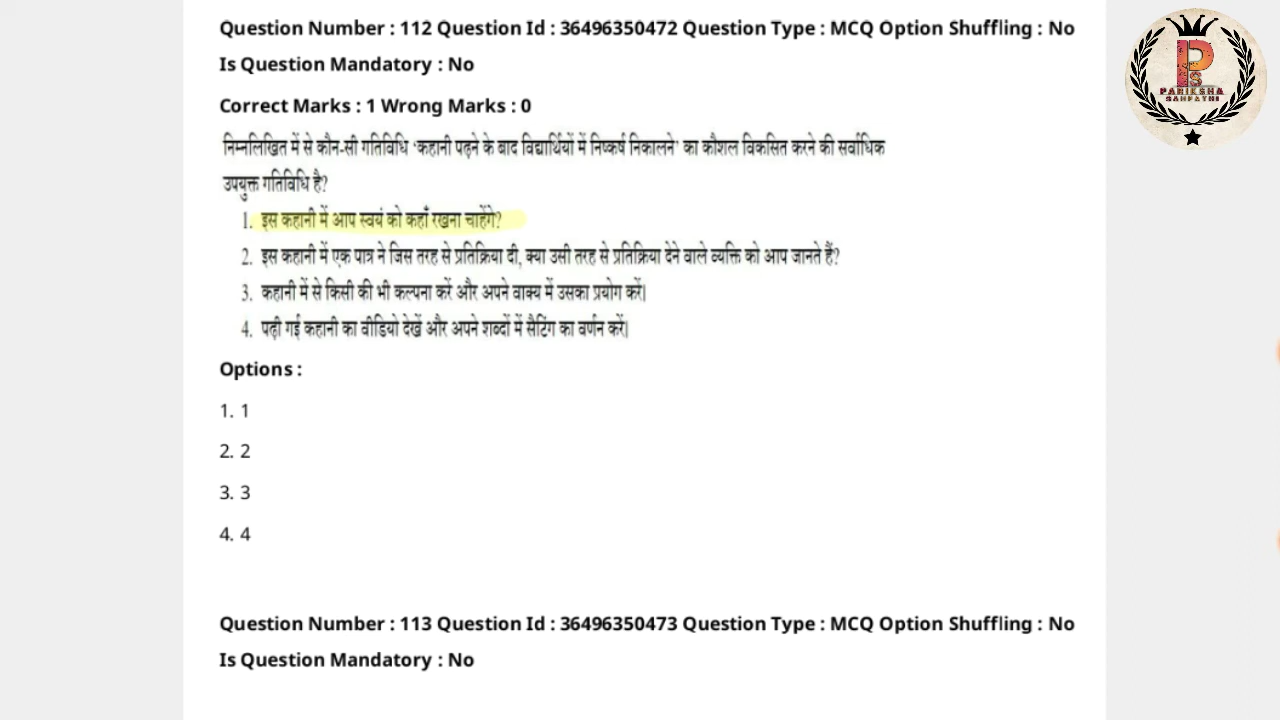 Question Number : 112 Question Id : 36496350472 Question Type : MCQ Option Shuffling : No
Is Question Mandatory : No
Correct Marks : 1 Wrong Marks : 0
निम्नलिखित में से कौन-सी गतिविधि 'कहानी पढ़ने के बाद विद्यार्थियों में निष्कर्ष निकालने' का कौशल विकसित करने की सर्वाधिक
उपयुक्त गतिविधि है?
1. इस कहानी में आप स्वयं को कहाँ रखना चाहेंगे?
2. इस कहानी में एक पात्र ने जिस तरह से प्रतिक्रिया दी, क्या उसी तरह से प्रतिक्रिया देने वाले व्यक्ति को आप जानते हैं?
3. कहानी में से किसी की भी कल्पना करें और अपने वाक्य में उसका प्रयोग करें|
4. पढ़ी गई कहानी का वीडियो देखें और अपने शब्दों में सैटिंग का वर्णन करें|
Options :
1. 1
2. 2
3. 3
4. 4
Question Number : 113 Question Id : 36496350473 Question Type : MCQ Option Shuffling : No
Is Question Mandatory : No
PS
PARIKSHA
SANPATHI